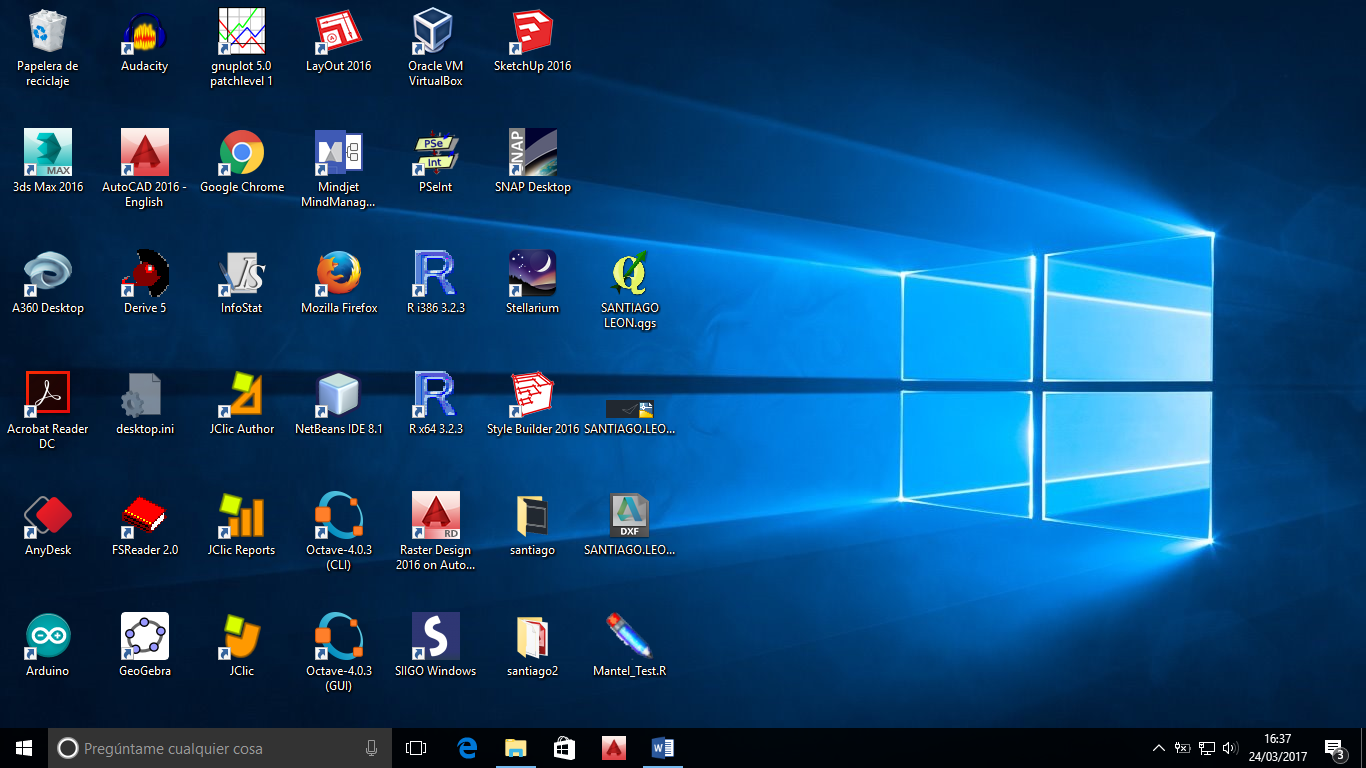 Papelera de
reciclaje
Audacity
gnuplot 5.0
patchlevel 1
LayOut 2016
Oracle VM
VirtualBox
SketchUp 2016
MAX
3ds Max 2016
AutoCAD 2016 -
English
Google Chrome
Mindjet
MindManag...
PSe
Int
PSeInt
SNAP
SNAP Desktop
A360 Desktop
Derive 5
IS
InfoStat
Mozilla Firefox
R
R i386 3.2.3
Stellarium
SANTIAGO
LEON.qgs
Acrobat Reader
DC
desktop.ini
JClic Author
NetBeans IDE 8.1
R
R x64 3.2.3
Style Builder 2016
SANTIAGO.LEO...
AnyDesk
FSReader 2.0
JClic Reports
Octave-4.0.3
(CLI)
RD
Raster Design
2016 on Auto...
santiago
DXF
SANTIAGO.LEO...
Arduino
GeoGebra
JClic
Octave-4.0.3
(GUI)
S
SIIGO Windows
santiago2
Mantel_Test.R
Pregúntame cualquier cosa
16:37
24/03/2017
3